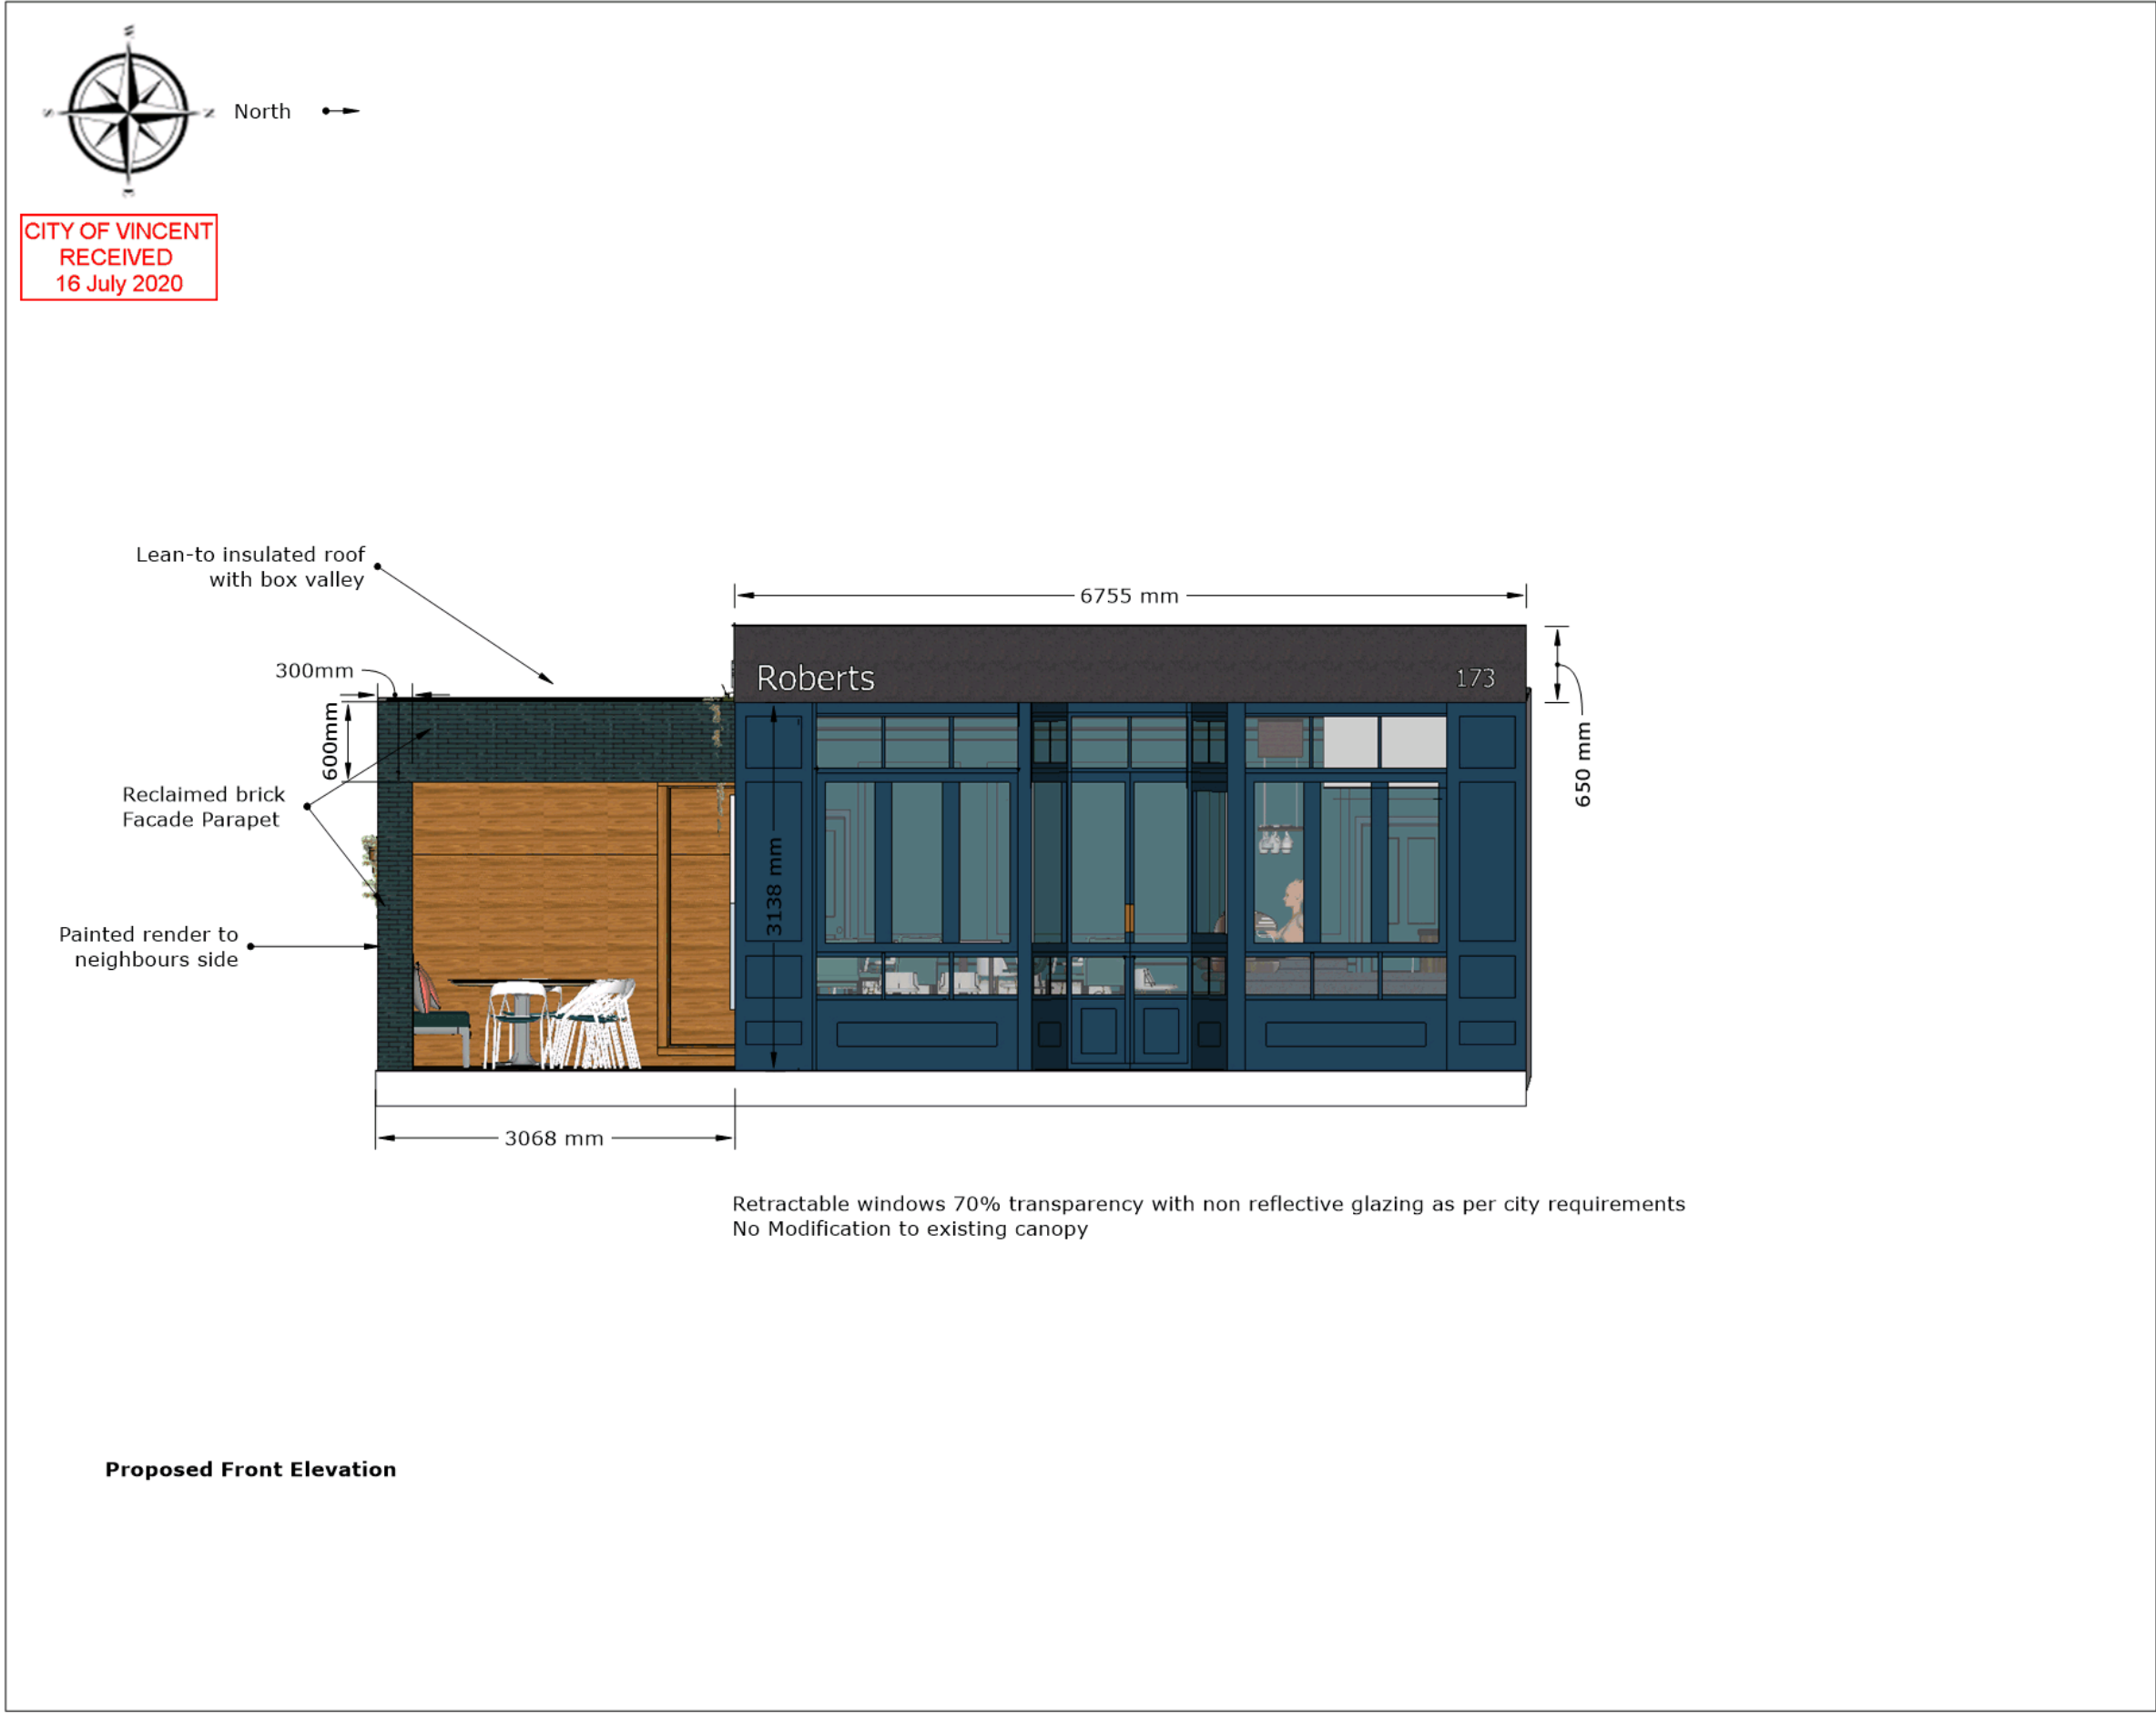 North
CITY OF VINCENT
RECEIVED
16 July 2020
Lean-to insulated roof
with box valley
6755 mm
300mm
Roberts
173
600mm
650 mm
Reclaimed brick
Facade Parapet
3138 mm
Painted render to
neighbours side
3068 mm
Retractable windows 70% transparency with non reflective glazing as per city requirements
No Modification to existing canopy
Proposed Front Elevation